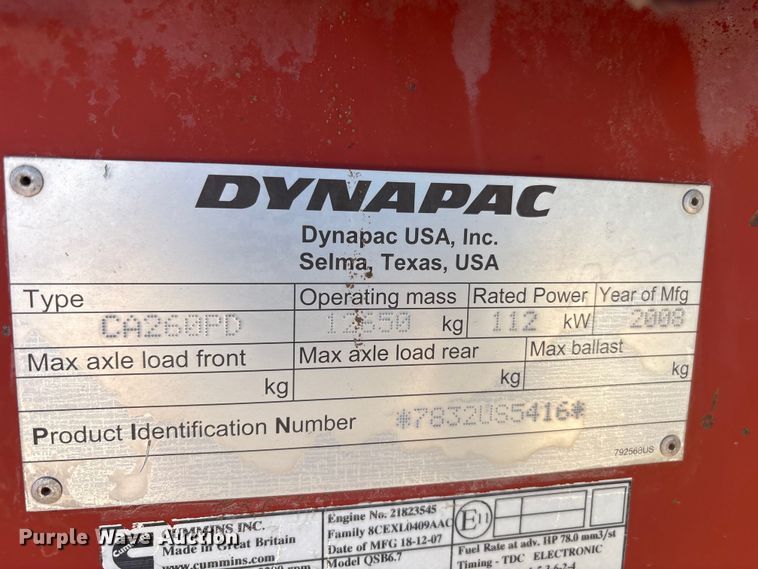 DYNAPAC
Dynapac USA, Inc.
Selma, Texas, USA
Type Operating mass Rated Power Year of Mfg
CA260PD 12650 kg 112 kW 2008
Max axle load front Max axle load rear Max ballast
kg kg kg
Product Identification Number *7832US5416*
792568US
CUMMINS INC.
Made in Great Britain
www.cummins.com
Engine No. 21823545
Family 8CEXL0409AAC
Date of MFG 18-12-07
Model QSB6.7
E11
Fuel Rate at adv. HP 78.0 mm3/st
Timing - TDC ELECTRONIC
Purple Wave Auction